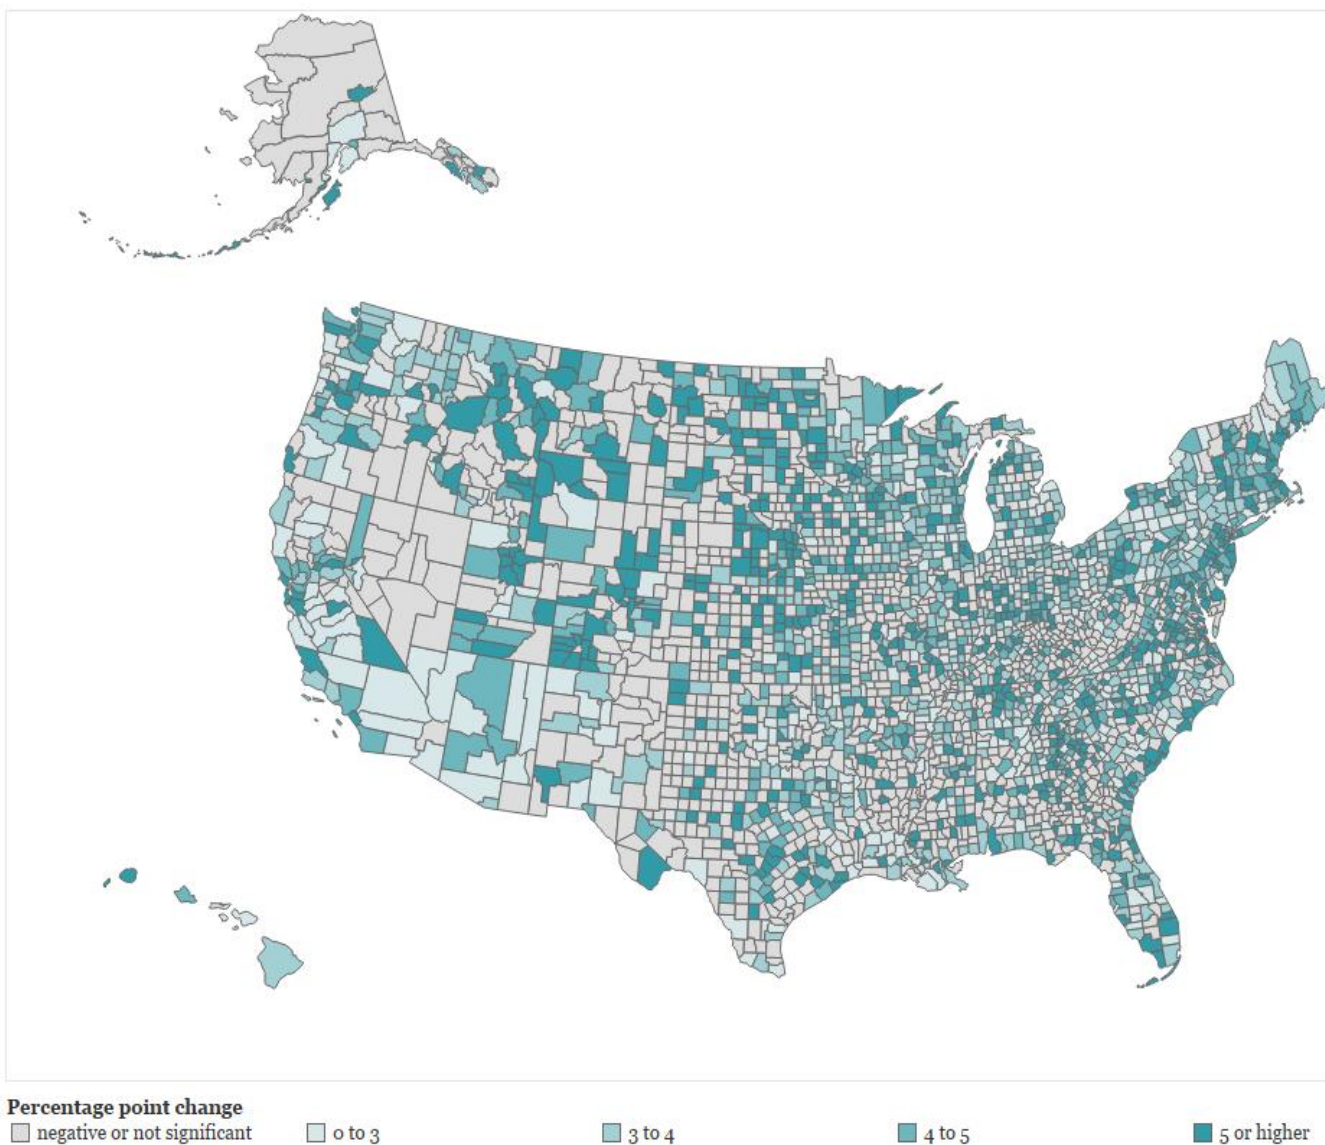 Percentage point change
negative or not significant 0 to 3 3 to 4 4 to 5 5 or higher